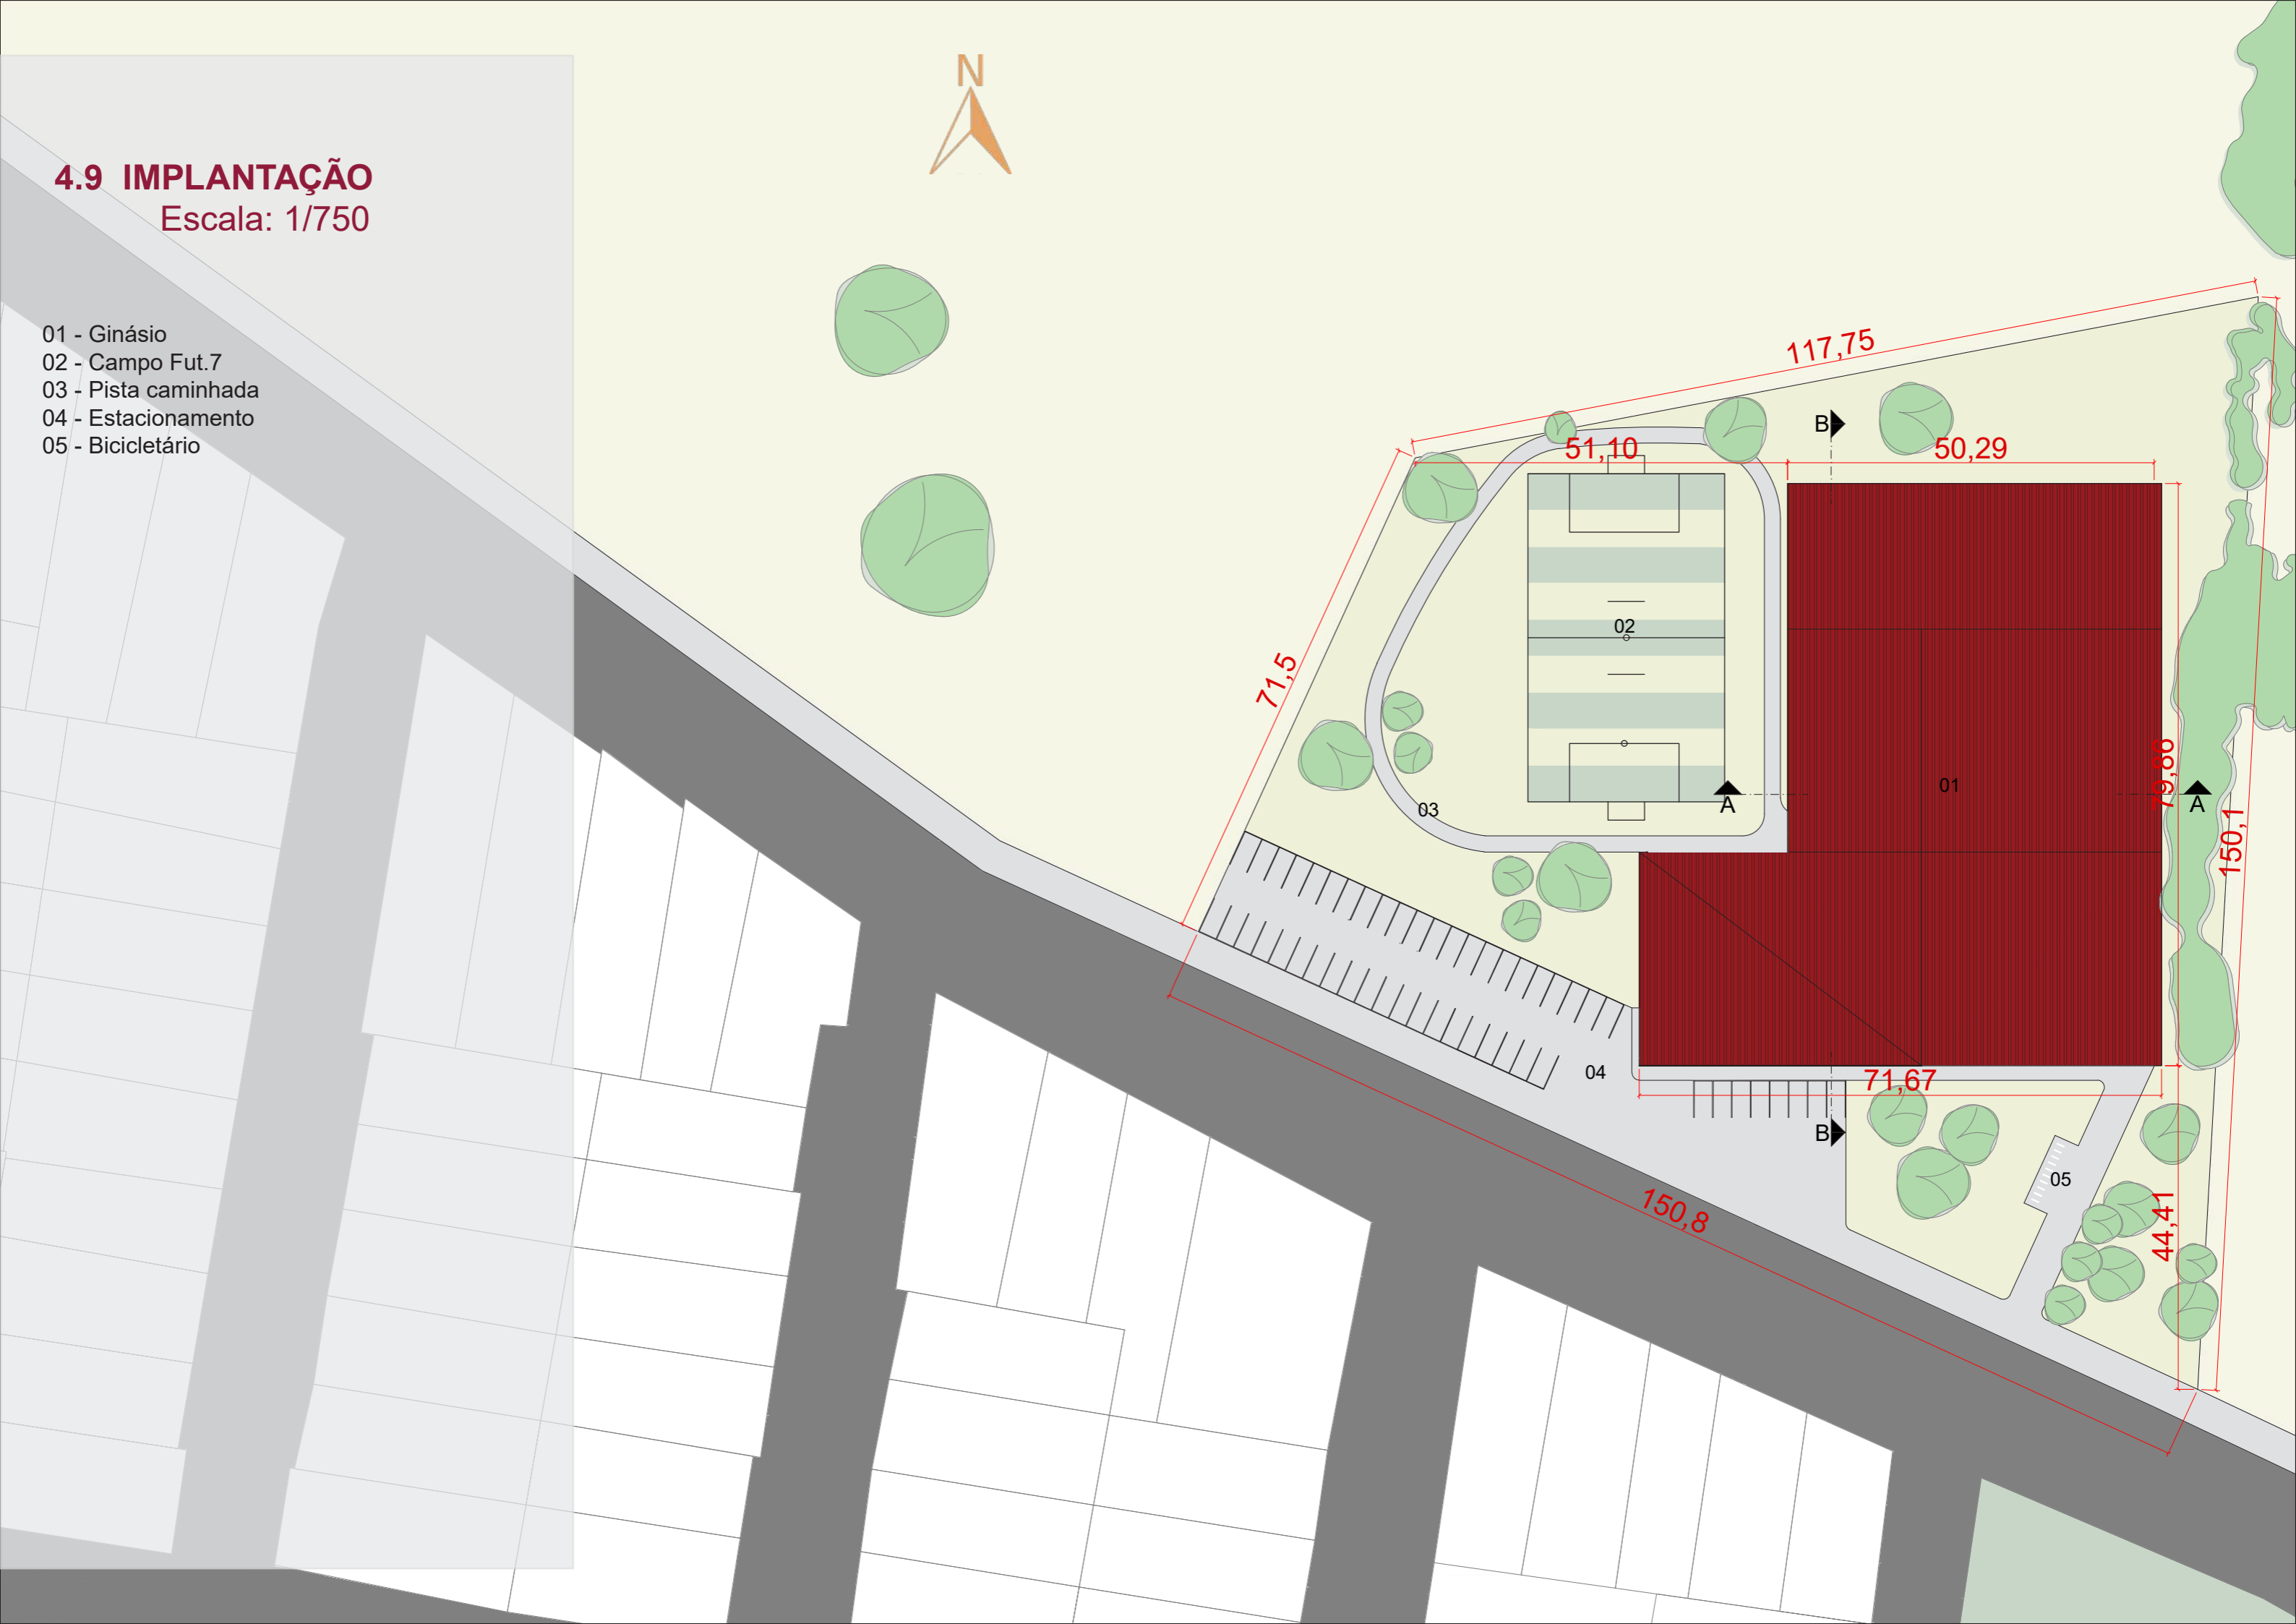 N
4.9 IMPLANTAÇÃO
Escala: 1/750
01 - Ginásio
02 - Campo Fut.7
03 - Pista caminhada
04 - Estacionamento
05 - Bicicletário
117,75
B
51,10
50,29
02
71,5
79,86
01
A
A
03
150,1
04
71,67
B
05
150,8
44,41